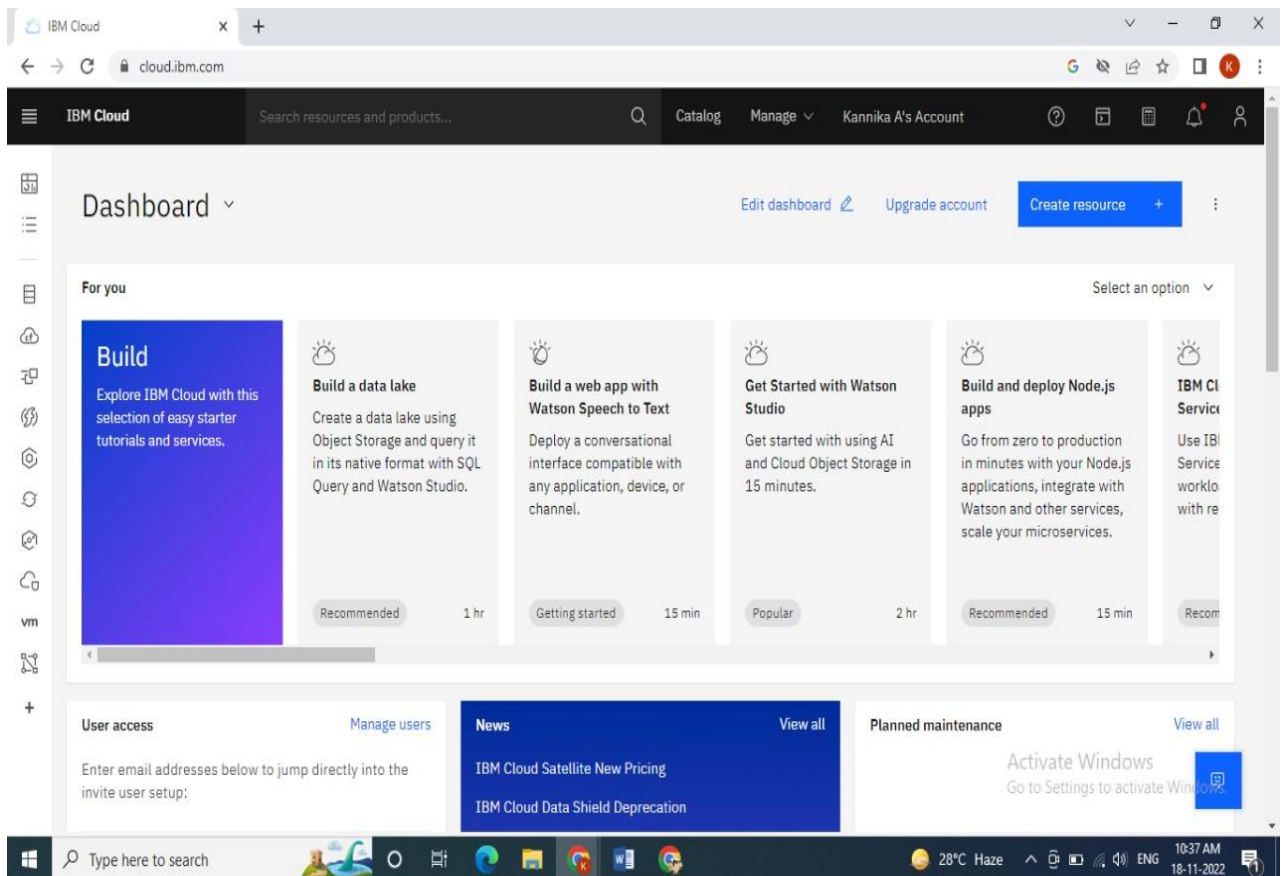 IBM Cloud
cloud.ibm.com
G
K
IBM Cloud
Search resources and products...
Catalog
Manage
Kannika A's Account
Dashboard
Edit dashboard
Upgrade account
Create resource +
For you
Select an option
Build
Explore IBM Cloud with this
selection of easy starter
tutorials and services.
Build a data lake
Create a data lake using
Object Storage and query it
in its native format with SQL
Query and Watson Studio.
Recommended 1 hr
Build a web app with
Watson Speech to Text
Deploy a conversational
interface compatible with
any application, device, or
channel.
Getting started 15 min
Get Started with Watson
Studio
Get started with using AI
and Cloud Object Storage in
15 minutes.
Popular 2 hr
Build and deploy Node.js
apps
Go from zero to production
in minutes with your Node.js
applications, integrate with
Watson and other services,
scale your microservices.
Recommended 15 min
IBM Cl
Service
Use IB
Service
worklo
with re
Recom
vm
User access
Manage users
Enter email addresses below to jump directly into the
invite user setup:
News
View all
IBM Cloud Satellite New Pricing
IBM Cloud Data Shield Deprecation
Planned maintenance
View all
Activate Windows
Go to Settings to activate Windows.
Type here to search
28°C Haze
ENG
10:37 AM
18-11-2022